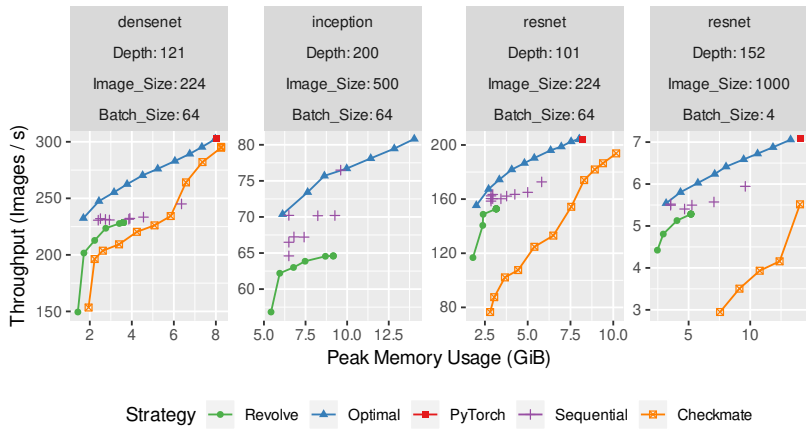 densenet
Depth: 121
Image_Size: 224
Batch_Size: 64
inception
Depth: 200
Image_Size: 500
Batch_Size: 64
resnet
Depth: 101
Image_Size: 224
Batch_Size: 64
resnet
Depth: 152
Image_Size: 1000
Batch_Size: 4
Throughput (Images / s)
300
250
200
150
2 4 6 8
80
75
70
65
60
5.0 7.5 10.0 12.5
200
160
120
80
2.5 5.0 7.5 10.0
7
6
5
4
3
5 10
Peak Memory Usage (GiB)
Strategy Revolve Optimal PyTorch Sequential Checkmate